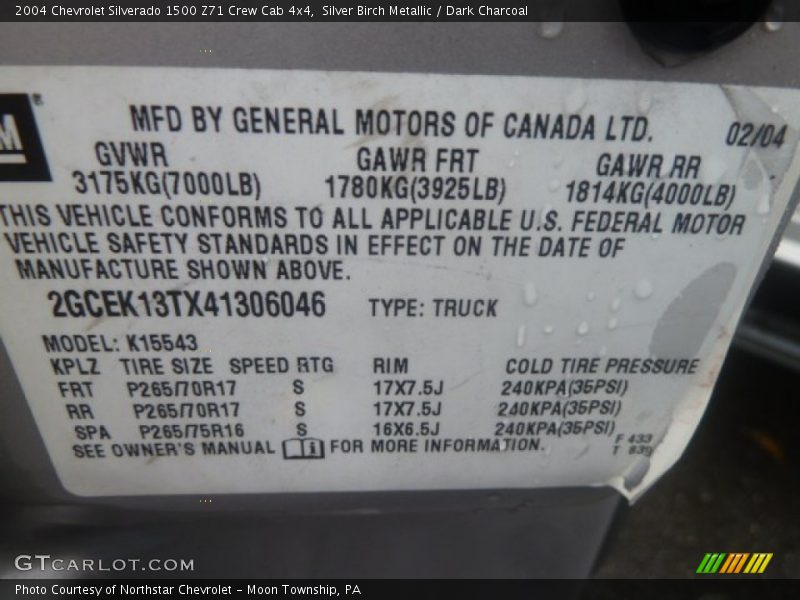 2004 Chevrolet Silverado 1500 Z71 Crew Cab 4x4,  Silver Birch Metallic / Dark Charcoal
M
MFD BY GENERAL MOTORS OF CANADA LTD.
02/04
GVWR GAWR FRT GAWR RR
3175KG(7000LB) 1780KG(3925LB) 1814KG(4000LB)
THIS VEHICLE CONFORMS TO ALL APPLICABLE U.S. FEDERAL MOTOR
VEHICLE SAFETY STANDARDS IN EFFECT ON THE DATE OF
MANUFACTURE SHOWN ABOVE.
2GCEK13TX41306046 TYPE: TRUCK
MODEL: K15543
KPLZ TIRE SIZE SPEED RTG RIM COLD TIRE PRESSURE
FRT P265/70R17 S 17X7.5J 240KPA(35PSI)
RR P265/70R17 S 17X7.5J 240KPA(35PSI)
SPA P265/75R16 S 16X6.5J 240KPA(35PSI)
SEE OWNER'S MANUAL i FOR MORE INFORMATION.
F 433
T 839
GTCARLOT.COM
Photo Courtesy of Northstar Chevrolet - Moon Township, PA